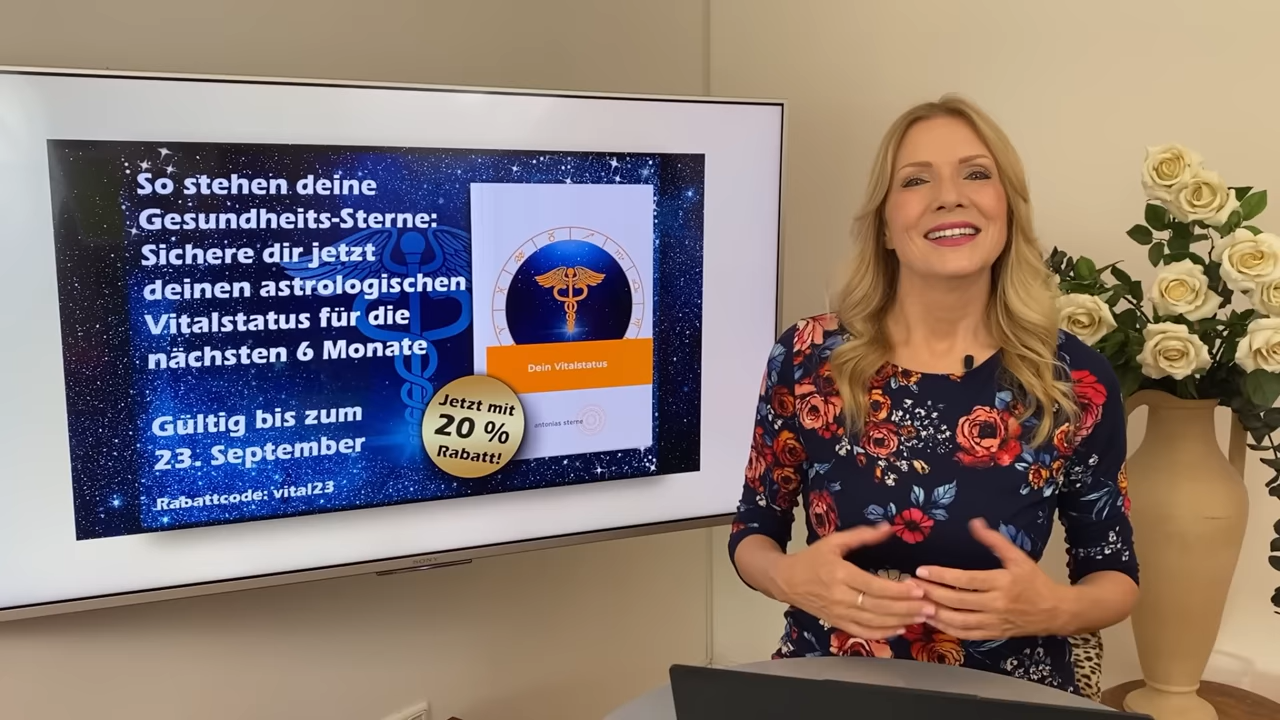 So stehen deine
Gesundheits-Sterne:
Sichere dir jetzt
deinen astrologischen
Vitalstatus für die
nächsten 6 Monate
Gültig bis zum
23. September
Rabattcode: vital23
Dein Vitalstatus
antonias sterne
Jetzt mit
20 %
Rabatt!
SONY